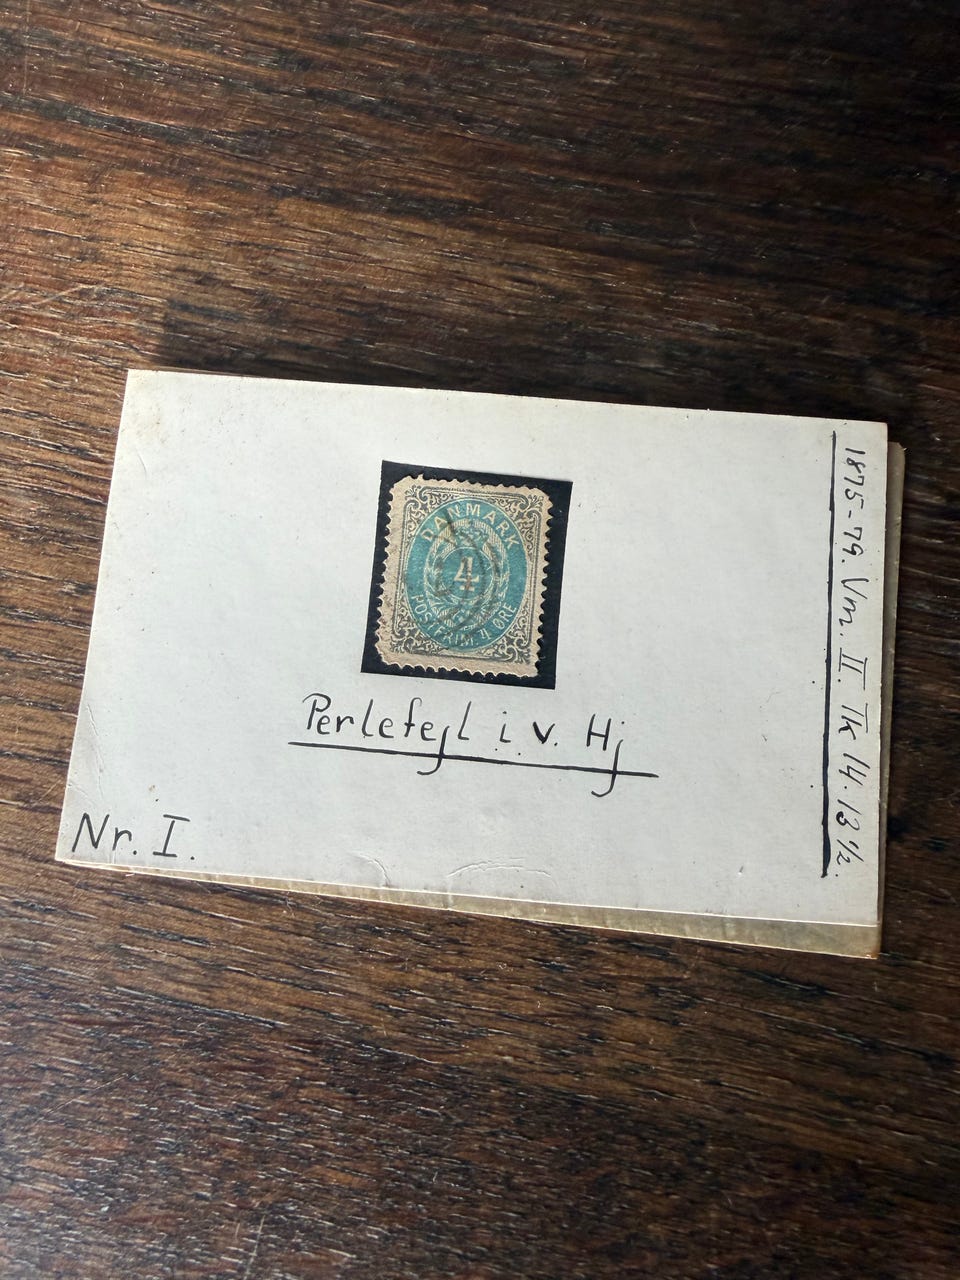 DANMARK
4
POSTFRIM. 4 ØRE
Perlefejl i v. Hj
Nr. I.
1875-79. Vm. II. Tk 14.13½.